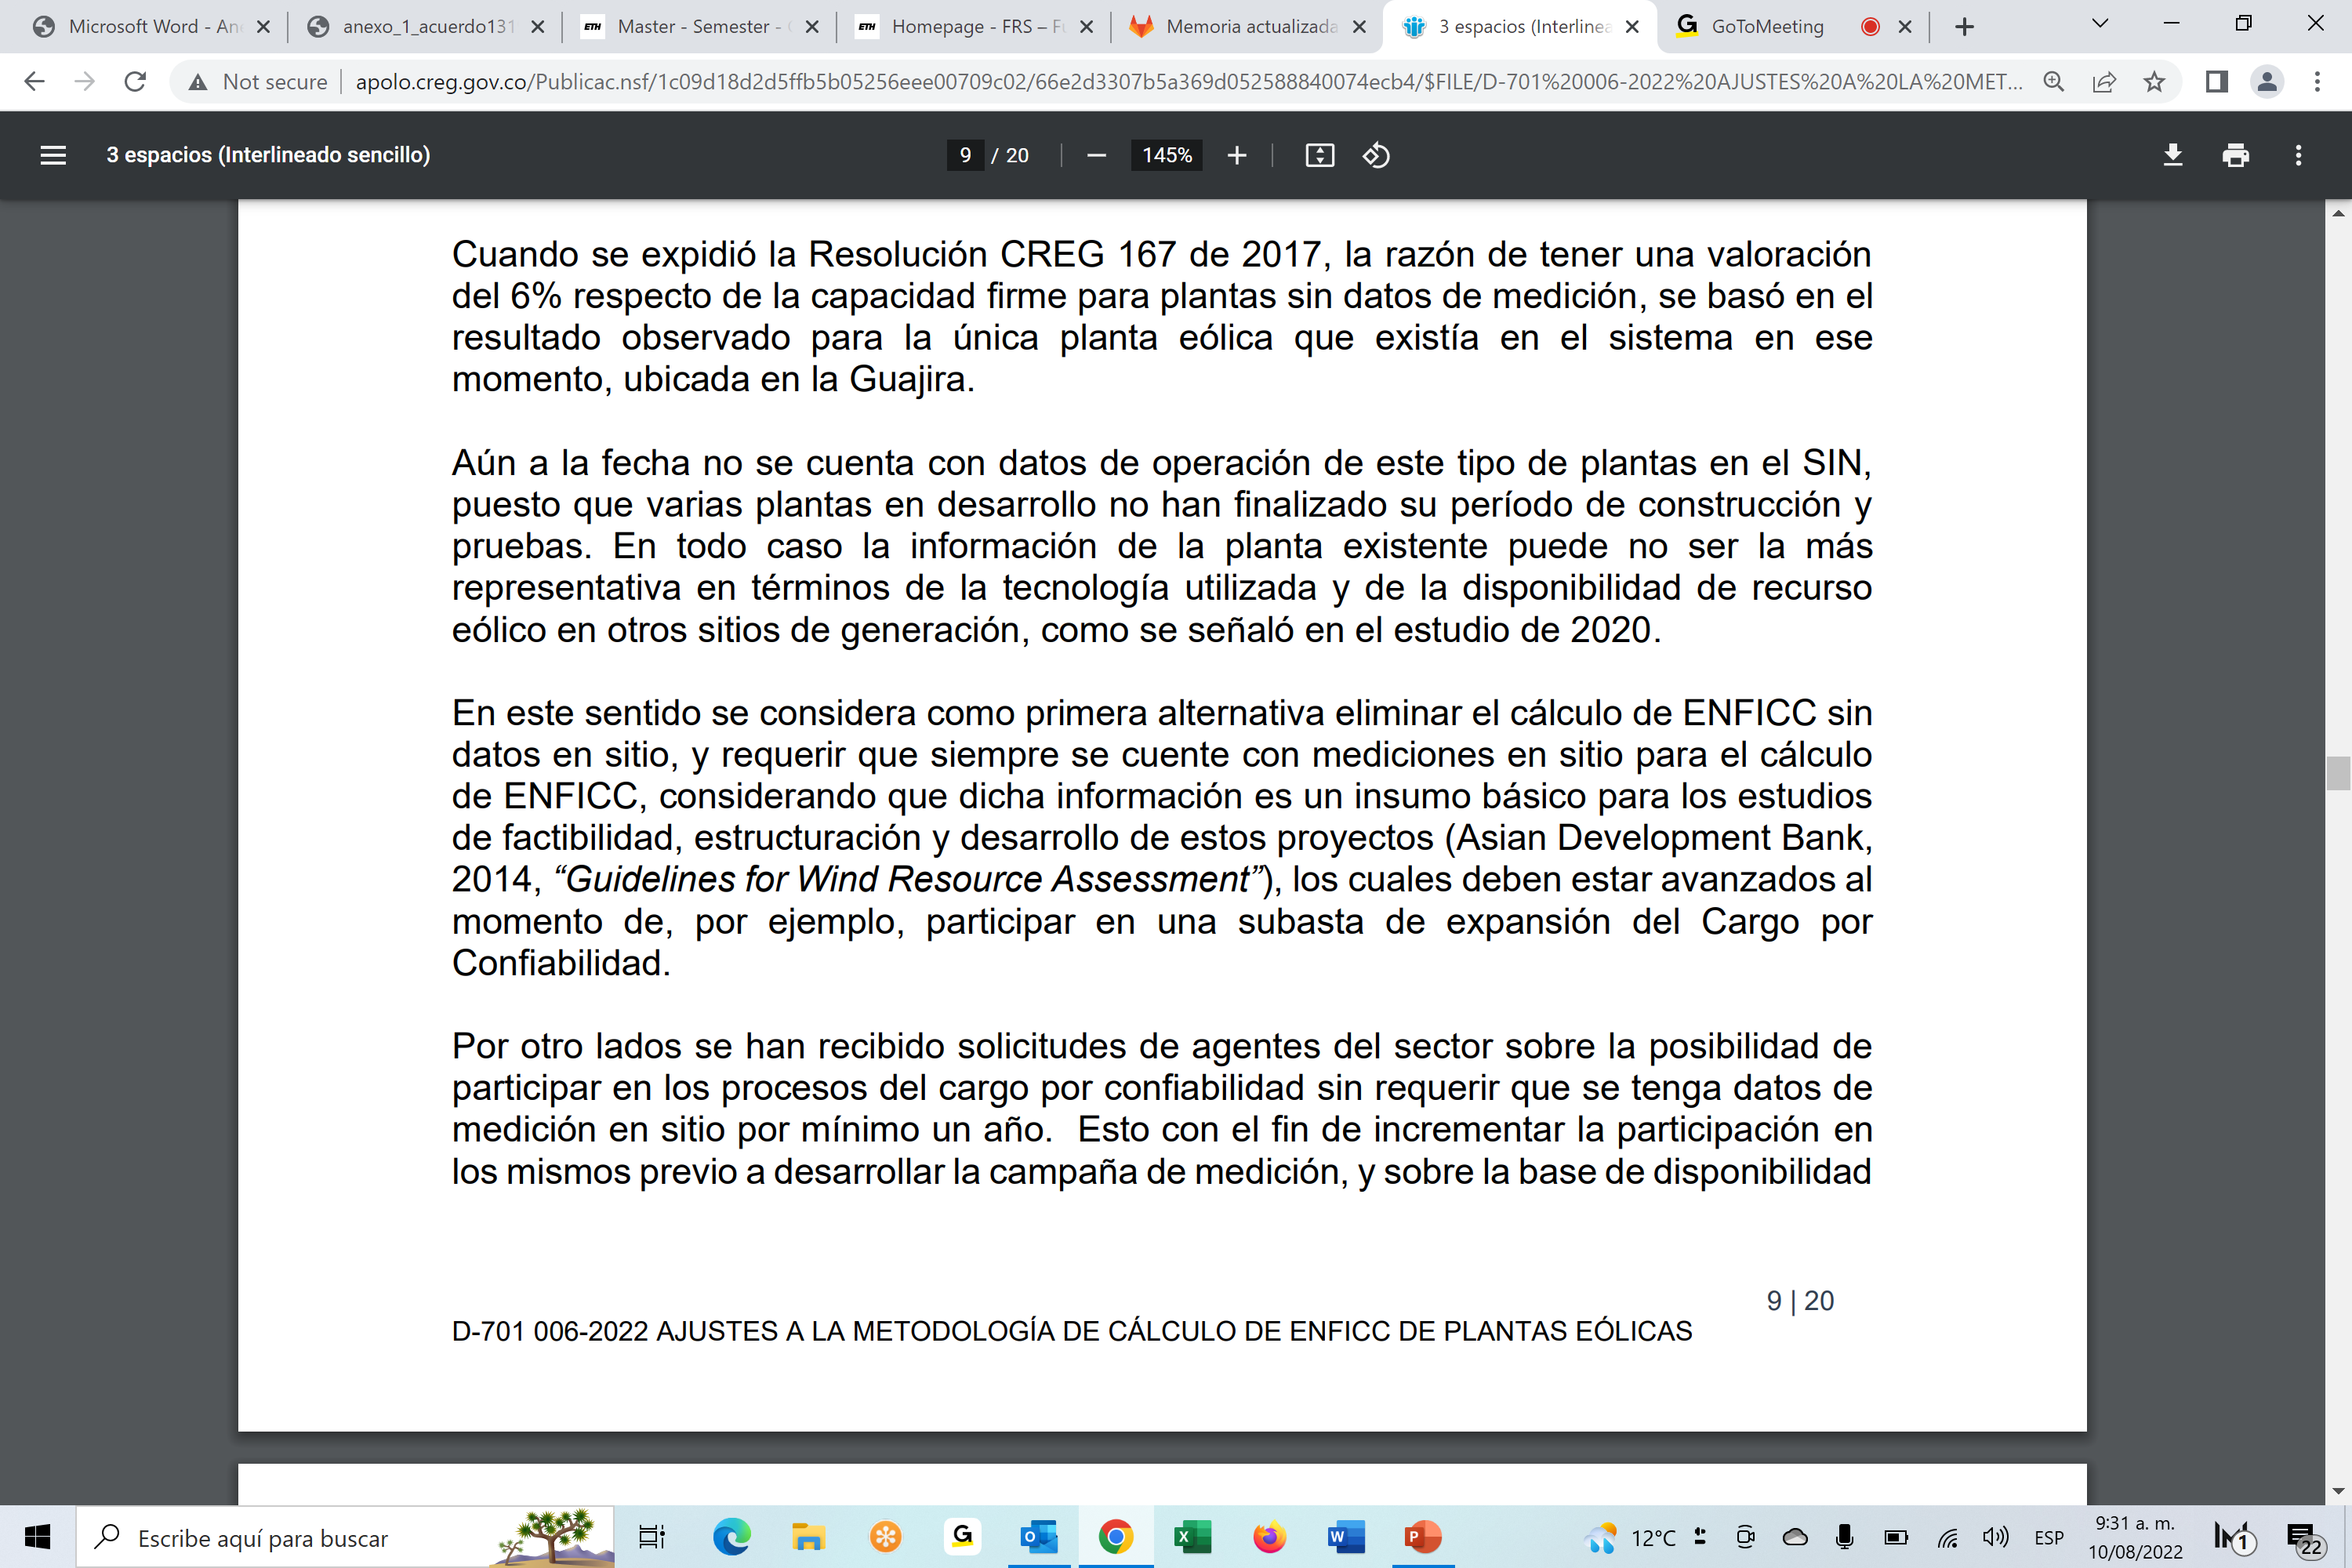 Microsoft Word - An
anexo_1_acuerdo131
ETH
Master - Semester -
ETH
Homepage - FRS – Fu
Memoria actualizada
3 espacios (Interlinea
G
GoToMeeting
Not secure
apolo.creg.gov.co/Publicac.nsf/1c09d18d2d5ffb5b05256eee00709c02/66e2d3307b5a369d052588840074ecb4/$FILE/D-701%20006-2022%20AJUSTES%20A%20LA%20MET...
3 espacios (Interlineado sencillo)
9 / 20
145%
Cuando se expidió la Resolución CREG 167 de 2017, la razón de tener una valoración
del 6% respecto de la capacidad firme para plantas sin datos de medición, se basó en el
resultado observado para la única planta eólica que existía en el sistema en ese
momento, ubicada en la Guajira.
Aún a la fecha no se cuenta con datos de operación de este tipo de plantas en el SIN,
puesto que varias plantas en desarrollo no han finalizado su período de construcción y
pruebas. En todo caso la información de la planta existente puede no ser la más
representativa en términos de la tecnología utilizada y de la disponibilidad de recurso
eólico en otros sitios de generación, como se señaló en el estudio de 2020.
En este sentido se considera como primera alternativa eliminar el cálculo de ENFICC sin
datos en sitio, y requerir que siempre se cuente con mediciones en sitio para el cálculo
de ENFICC, considerando que dicha información es un insumo básico para los estudios
de factibilidad, estructuración y desarrollo de estos proyectos (Asian Development Bank,
2014, “Guidelines for Wind Resource Assessment”), los cuales deben estar avanzados al
momento de, por ejemplo, participar en una subasta de expansión del Cargo por
Confiabilidad.
Por otro lados se han recibido solicitudes de agentes del sector sobre la posibilidad de
participar en los procesos del cargo por confiabilidad sin requerir que se tenga datos de
medición en sitio por mínimo un año.  Esto con el fin de incrementar la participación en
los mismos previo a desarrollar la campaña de medición, y sobre la base de disponibilidad
9 | 20
D-701 006-2022 AJUSTES A LA METODOLOGÍA DE CÁLCULO DE ENFICC DE PLANTAS EÓLICAS
Escribe aquí para buscar
12°C
ESP
9:31 a. m.
10/08/2022
1
22